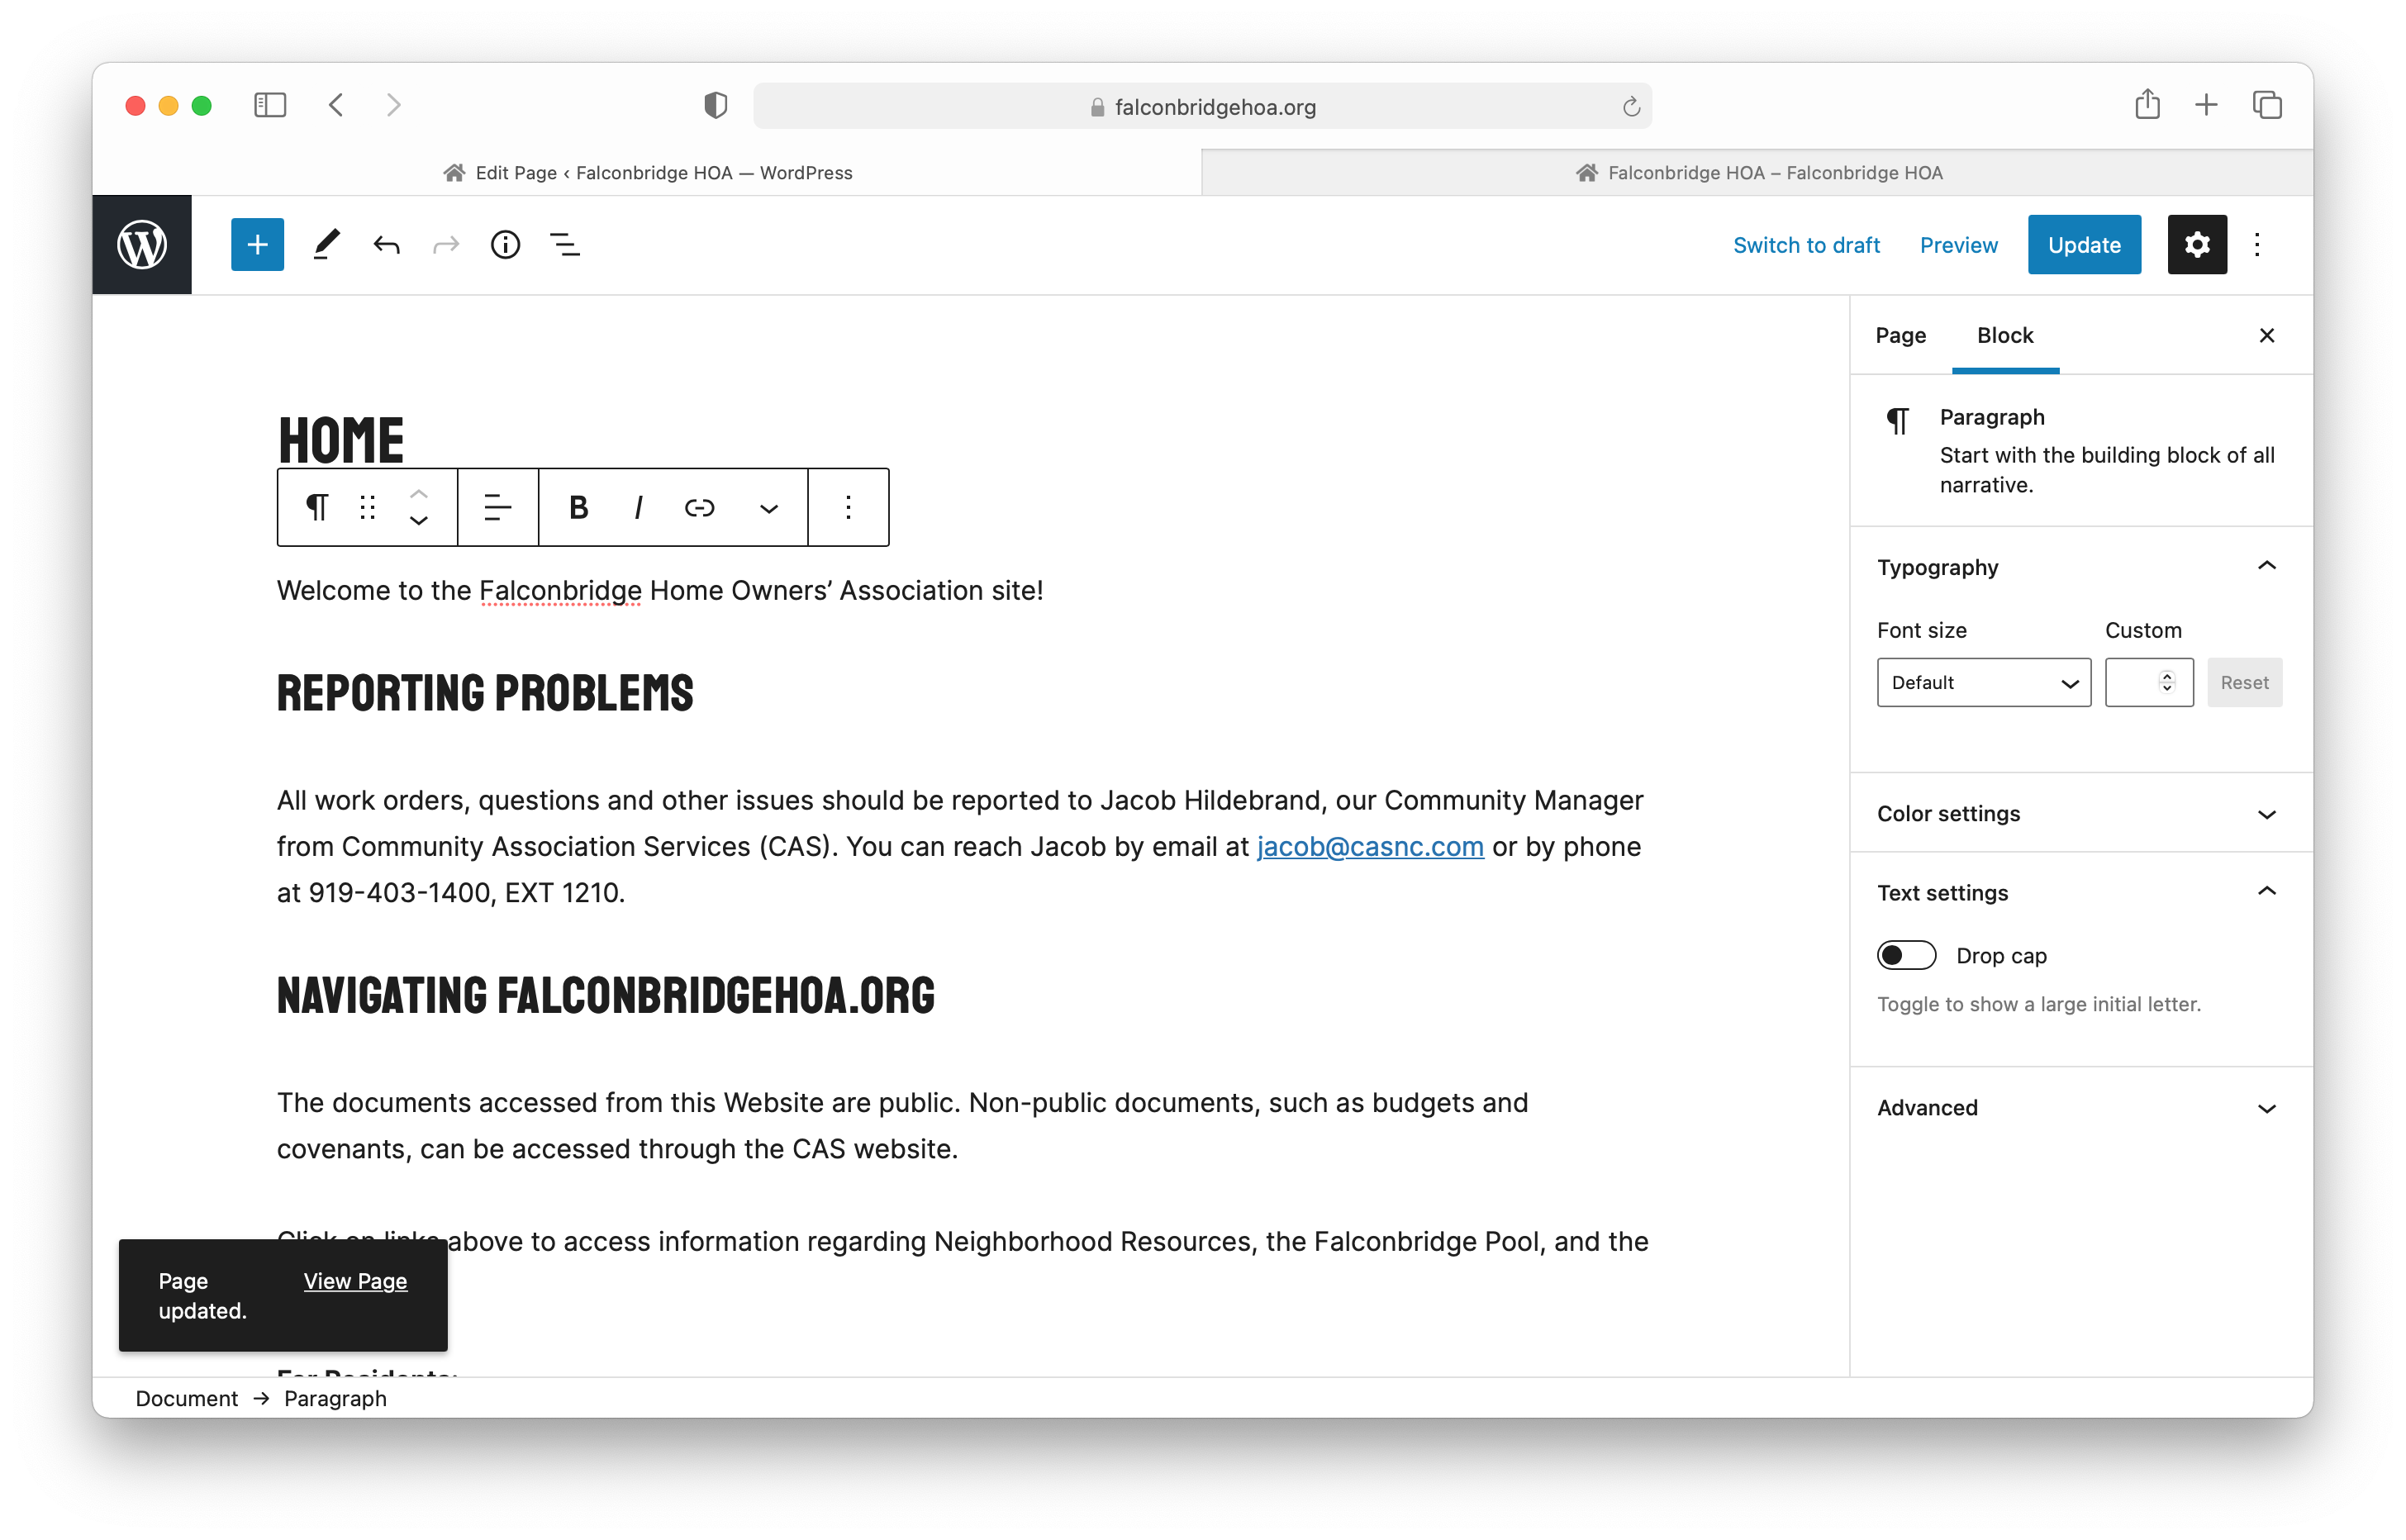 falconbridgehoa.org
Edit Page ‹ Falconbridge HOA — WordPress
Falconbridge HOA – Falconbridge HOA
Switch to draft
Preview
Update
Page
Block
HOME
Paragraph
Start with the building block of all
narrative.
B I
Welcome to the Falconbridge Home Owners’ Association site!
Typography
Font size
Custom
Default
Reset
REPORTING PROBLEMS
All work orders, questions and other issues should be reported to Jacob Hildebrand, our Community Manager
from Community Association Services (CAS). You can reach Jacob by email at jacob@casnc.com or by phone
at 919-403-1400, EXT 1210.
Color settings
Text settings
Drop cap
Toggle to show a large initial letter.
NAVIGATING FALCONBRIDGEHOA.ORG
The documents accessed from this Website are public. Non-public documents, such as budgets and
covenants, can be accessed through the CAS website.
Advanced
Click on links above to access information regarding Neighborhood Resources, the Falconbridge Pool, and the
Page
updated.
View Page
For Residents:
Document → Paragraph